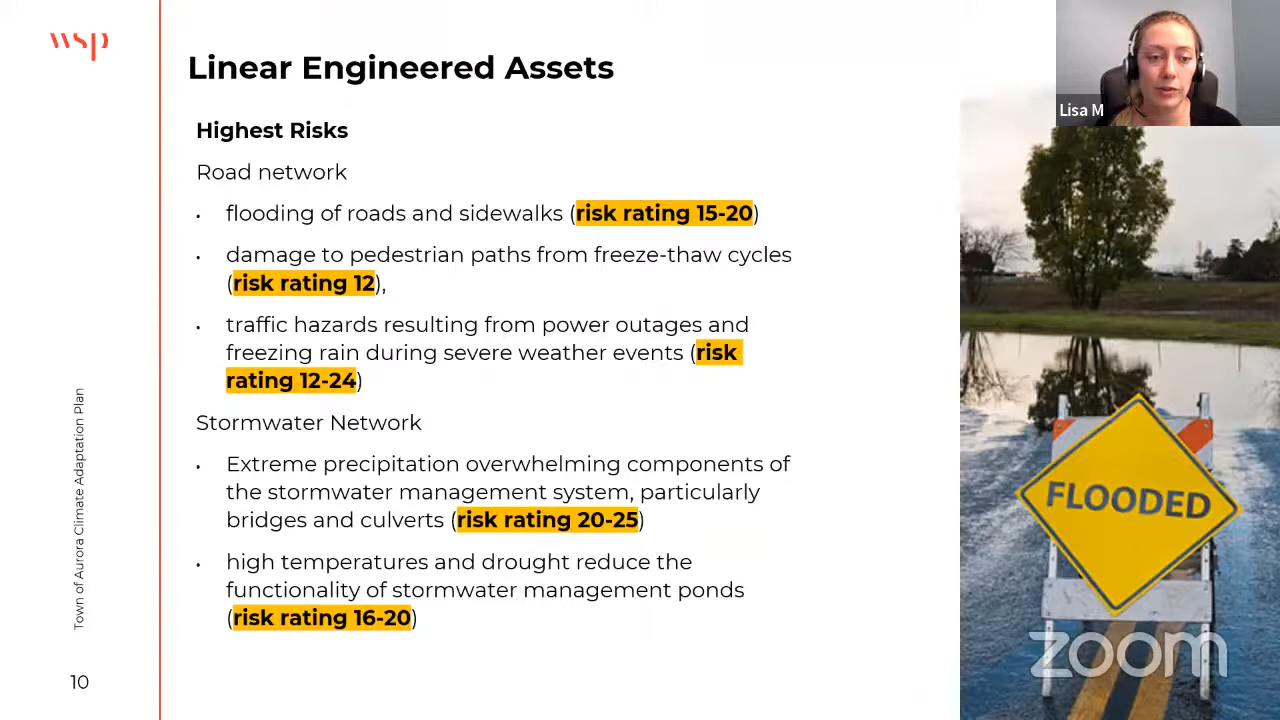 wsp
Linear Engineered Assets
Lisa M
Highest Risks
Road network
• flooding of roads and sidewalks (risk rating 15-20)
• damage to pedestrian paths from freeze-thaw cycles
(risk rating 12),
• traffic hazards resulting from power outages and
freezing rain during severe weather events (risk
rating 12-24)
Stormwater Network
• Extreme precipitation overwhelming components of
the stormwater management system, particularly
bridges and culverts (risk rating 20-25)
• high temperatures and drought reduce the
functionality of stormwater management ponds
(risk rating 16-20)
Town of Aurora Climate Adaptation Plan
10
FLOODED
zoom